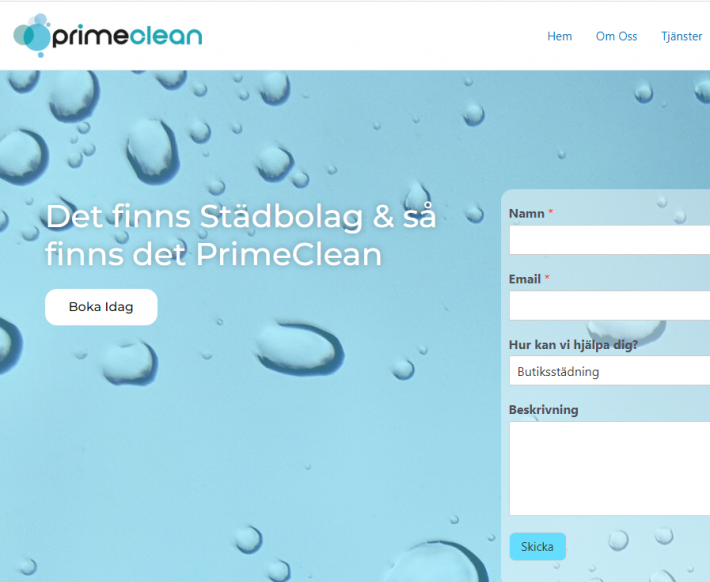 primeclean
Hem Om Oss Tjänster
Det finns Städbolag & så
finns det PrimeClean
Boka Idag
Namn *
Email *
Hur kan vi hjälpa dig?
Butiksstädning
Beskrivning
Skicka